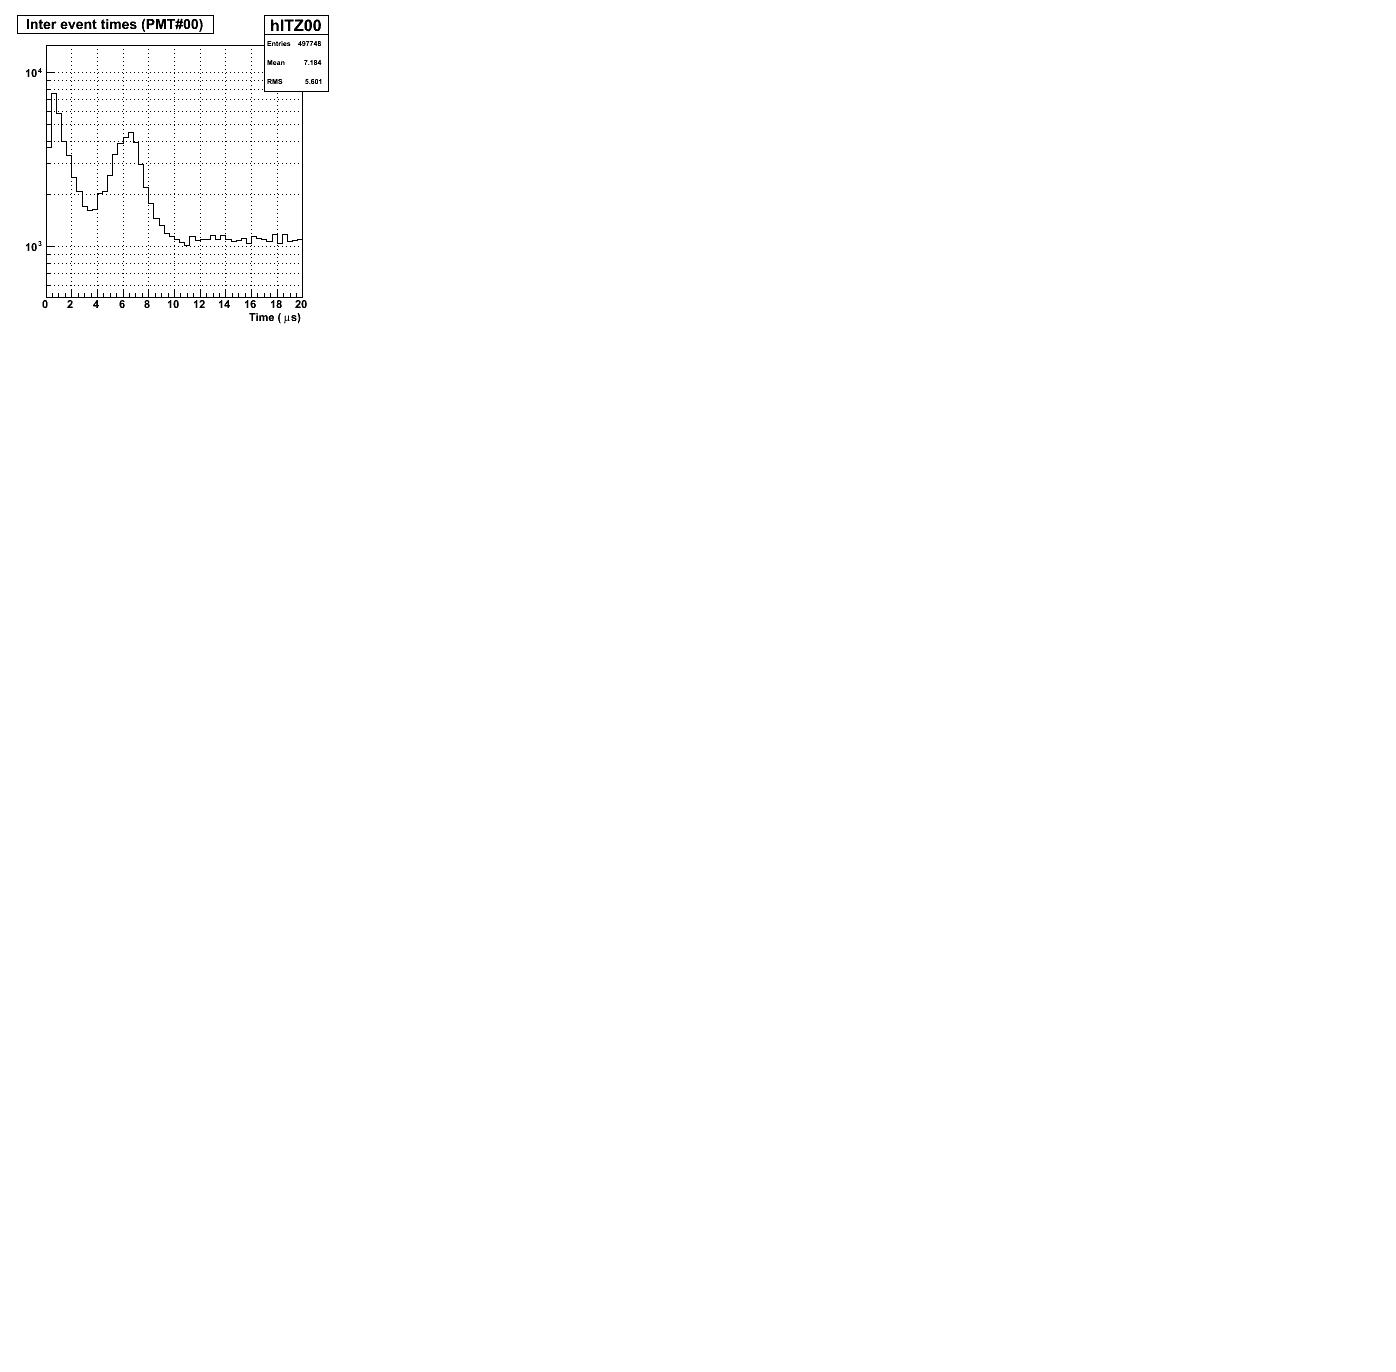 Inter event times (PMT#00)
hITZ00
Entries 497748
Mean 7.184
RMS 5.601
10⁴
10³
0 2 4 6 8 10 12 14 16 18 20
Time ( μs)